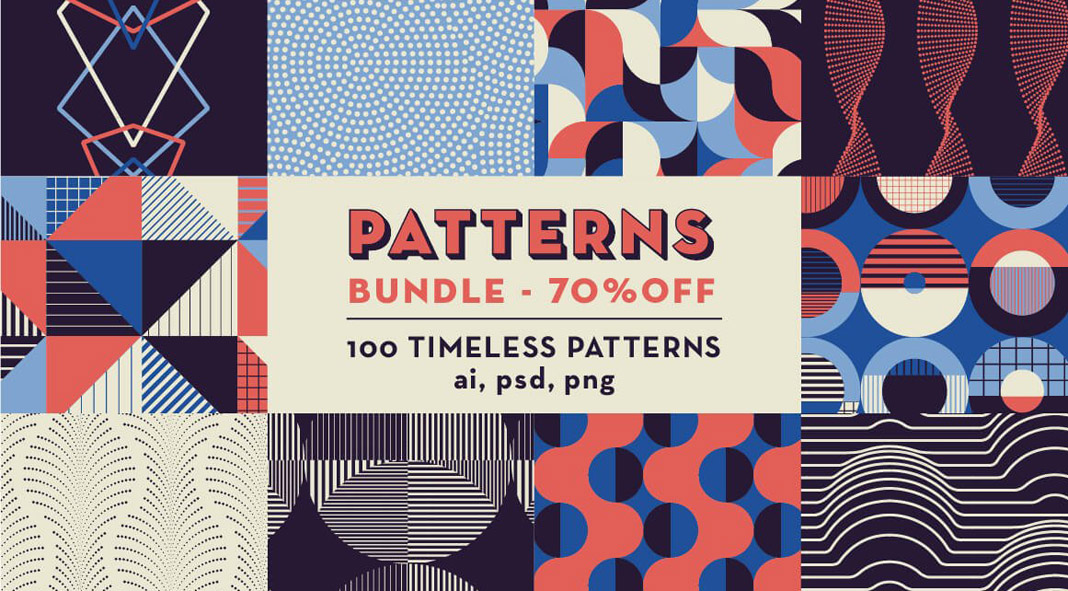 PATTERNS
BUNDLE - 70%OFF
100 TIMELESS PATTERNS
ai, psd, png